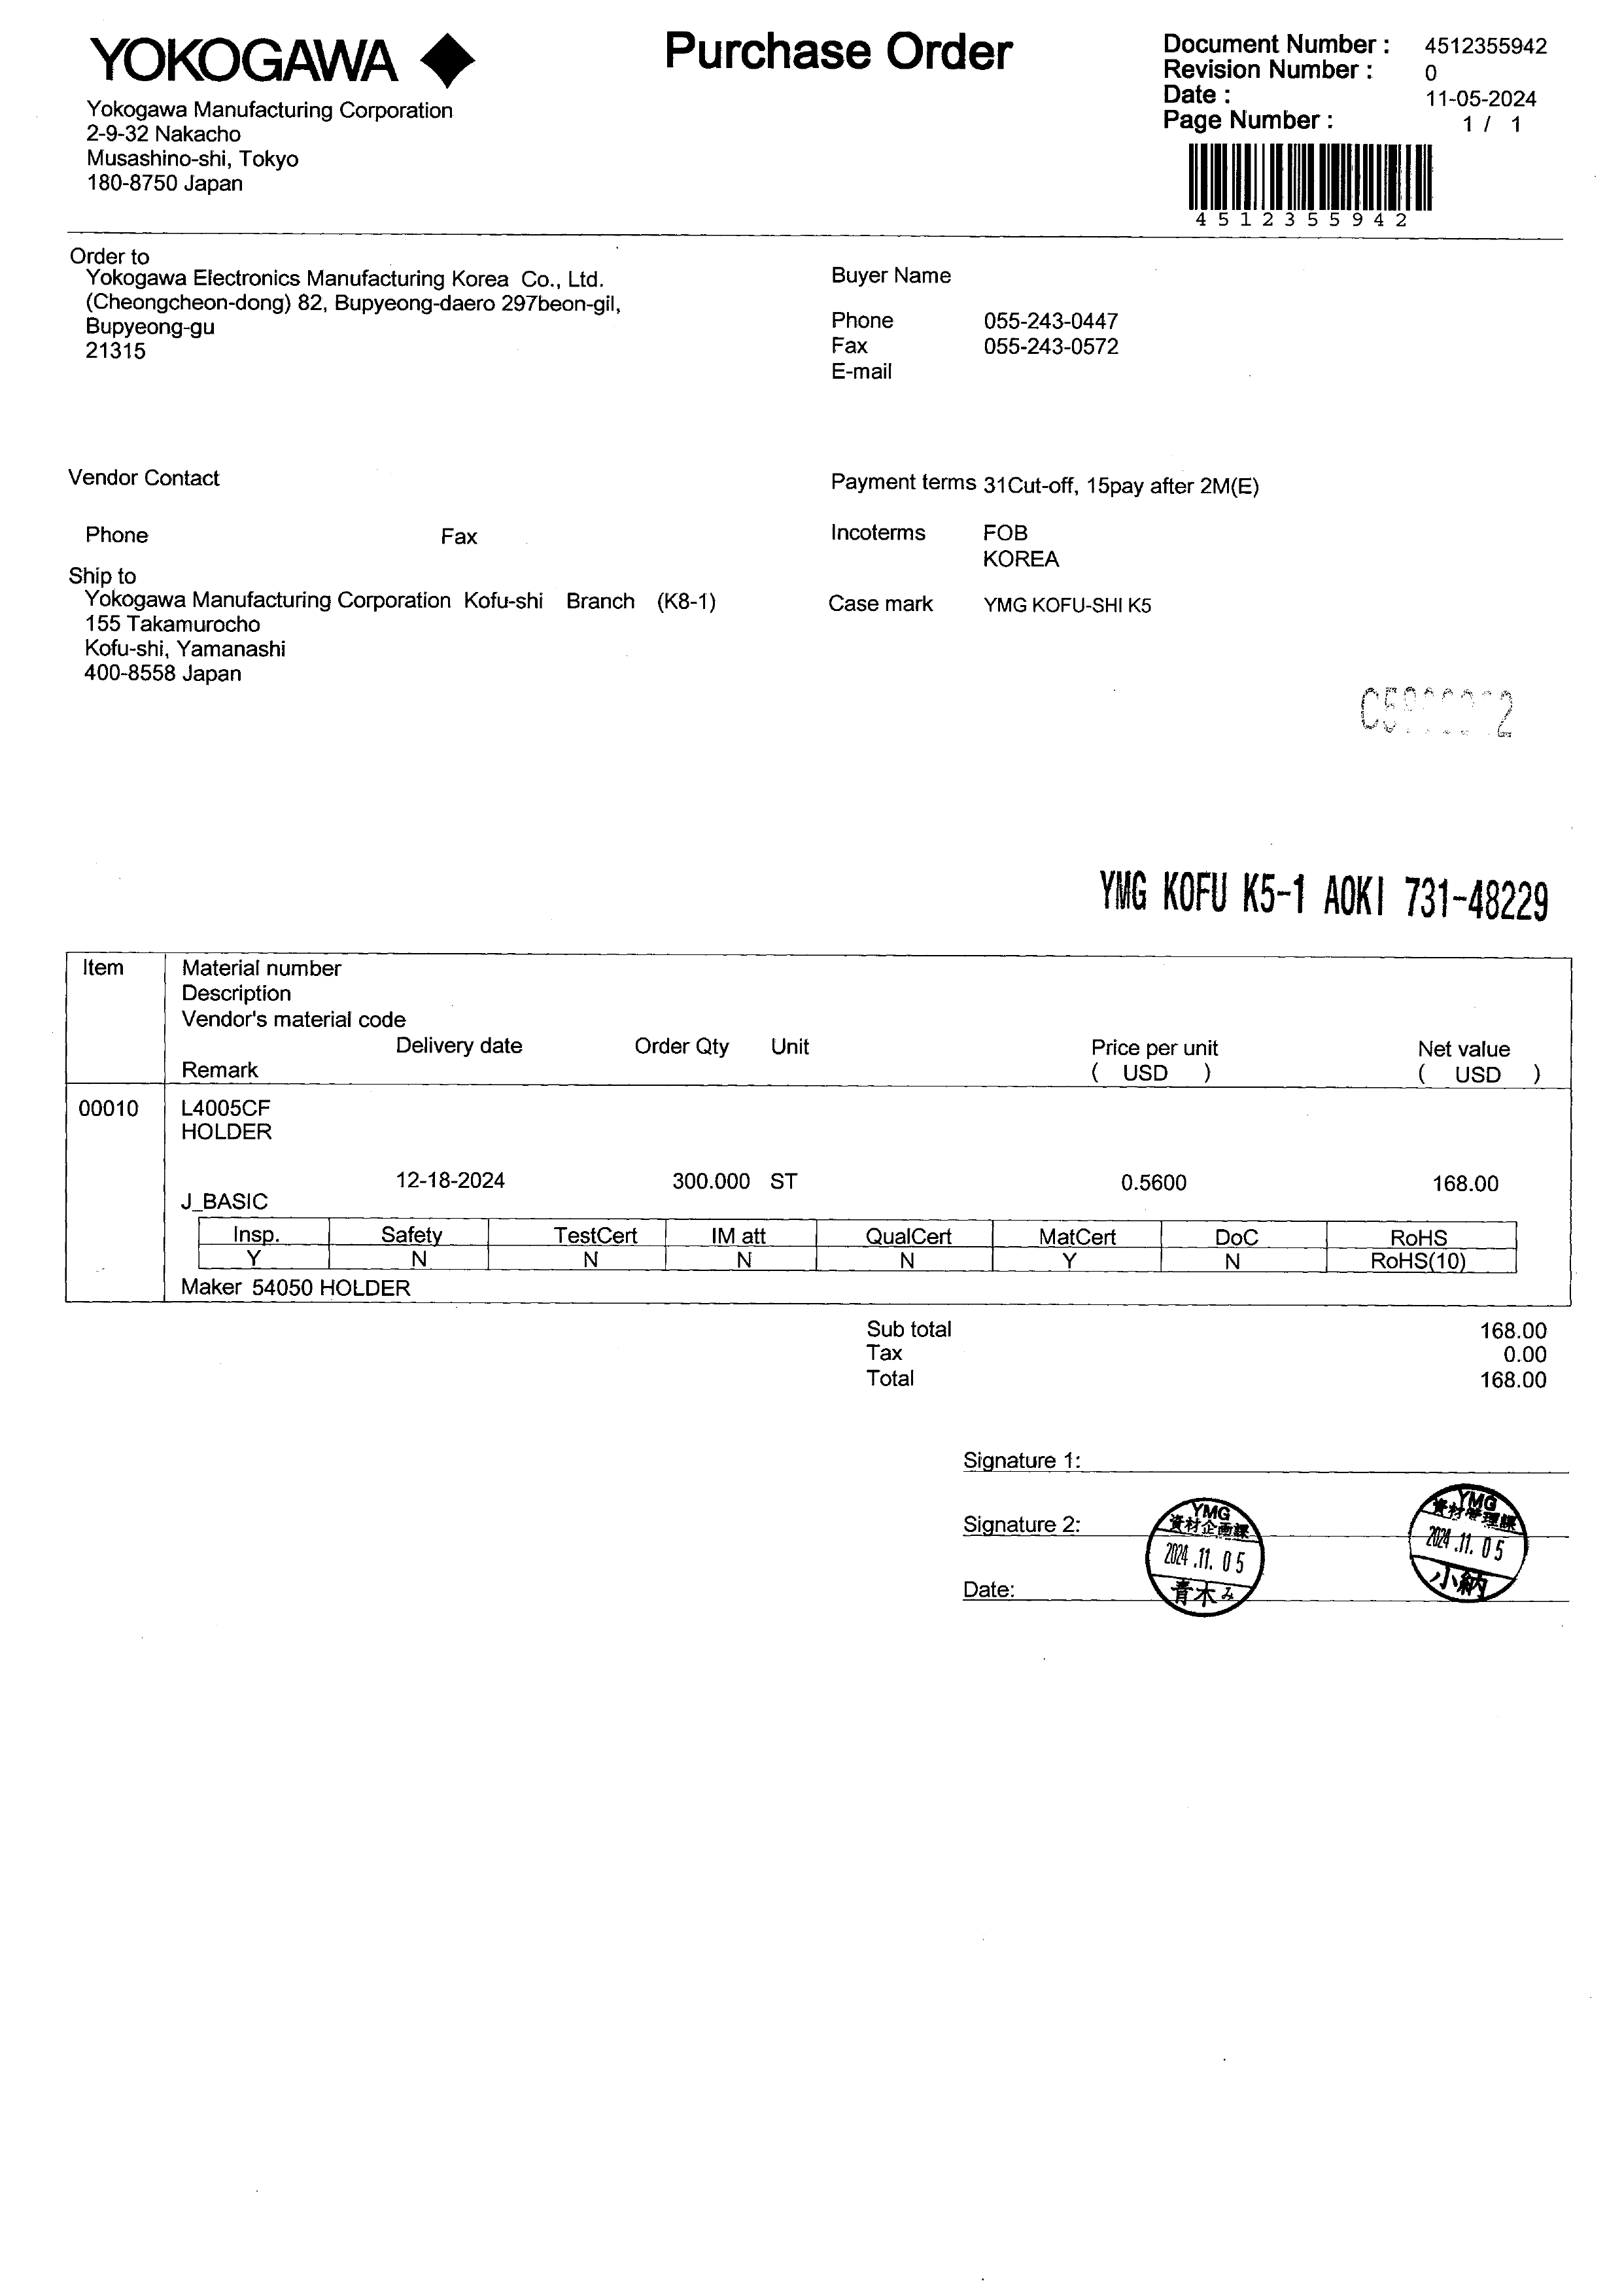 YOKOGAWA
Purchase Order
Document Number : 4512355942
Revision Number : 0
Date : 11-05-2024
Page Number : 1 / 1
4512355942
Yokogawa Manufacturing Corporation
2-9-32 Nakacho
Musashino-shi, Tokyo
180-8750 Japan
Order to
Yokogawa Electronics Manufacturing Korea Co., Ltd.
(Cheongcheon-dong) 82, Bupyeong-daero 297beon-gil,
Bupyeong-gu
21315
Buyer Name
Phone 055-243-0447
Fax 055-243-0572
E-mail
Vendor Contact
Phone Fax
Payment terms 31Cut-off, 15pay after 2M(E)
Incoterms FOB
KOREA
Ship to
Yokogawa Manufacturing Corporation Kofu-shi Branch (K8-1)
155 Takamurocho
Kofu-shi, Yamanashi
400-8558 Japan
Case mark YMG KOFU-SHI K5
YMG KOFU K5-1 AOKI 731-48229
Item Material number
Description
Vendor's material code
Delivery date Order Qty Unit Price per unit Net value
Remark ( USD ) ( USD )
00010 L4005CF
HOLDER
12-18-2024 300.000 ST 0.5600 168.00
J_BASIC
Insp. Safety TestCert IM att QualCert MatCert DoC RoHS
Y N N N N Y N RoHS(10)
Maker 54050 HOLDER
Sub total 168.00
Tax 0.00
Total 168.00
Signature 1:
Signature 2:
Date:
YMG
資材企画課
2024.11.05
青木み
YMG
資材管理課
2024.11.05
小納